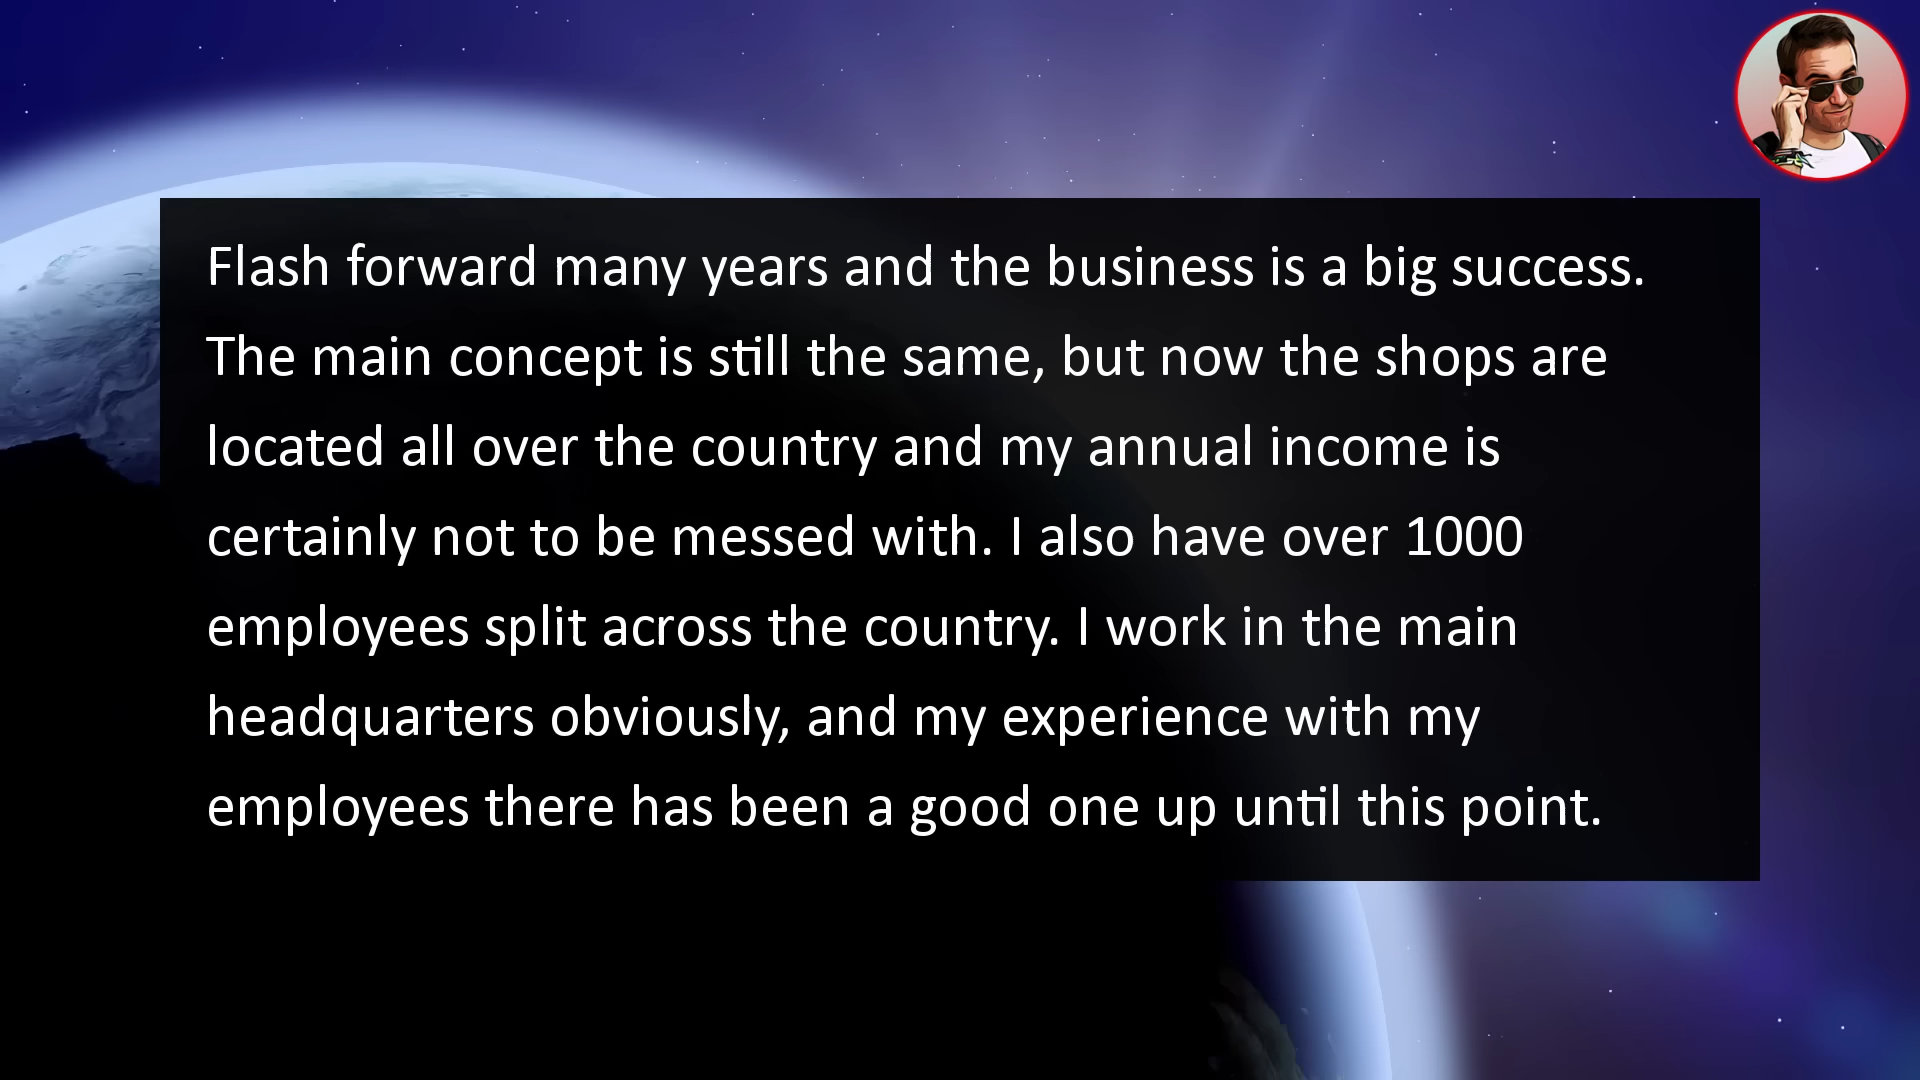 Flash forward many years and the business is a big success.
The main concept is still the same, but now the shops are
located all over the country and my annual income is
certainly not to be messed with. I also have over 1000
employees split across the country. I work in the main
headquarters obviously, and my experience with my
employees there has been a good one up until this point.